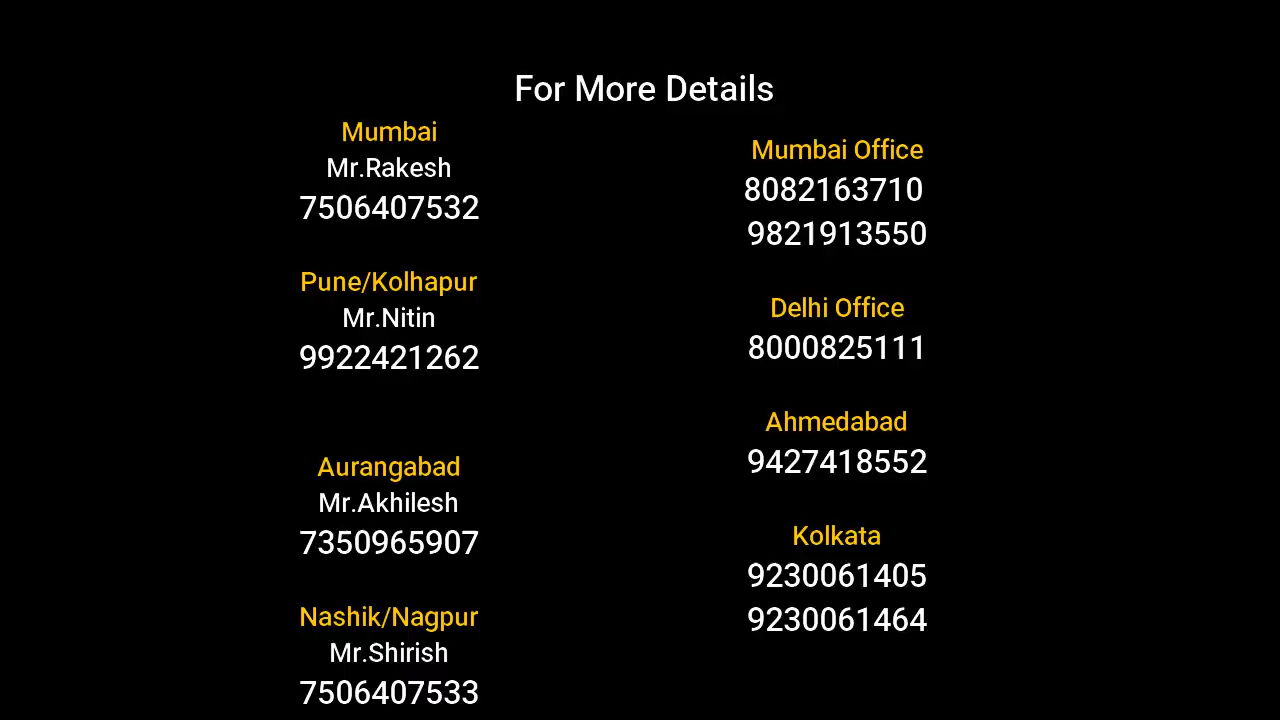 For More Details
Mumbai
Mr.Rakesh
7506407532
Pune/Kolhapur
Mr.Nitin
9922421262
Aurangabad
Mr.Akhilesh
7350965907
Nashik/Nagpur
Mr.Shirish
7506407533
Mumbai Office
8082163710
9821913550
Delhi Office
8000825111
Ahmedabad
9427418552
Kolkata
9230061405
9230061464